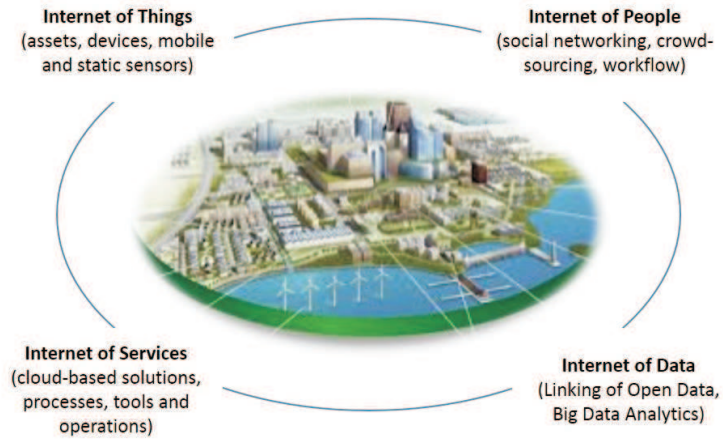 Internet of Things
(assets, devices, mobile
and static sensors)
Internet of People
(social networking, crowd-
sourcing, workflow)
Internet of Services
(cloud-based solutions,
processes, tools and
operations)
Internet of Data
(Linking of Open Data,
Big Data Analytics)